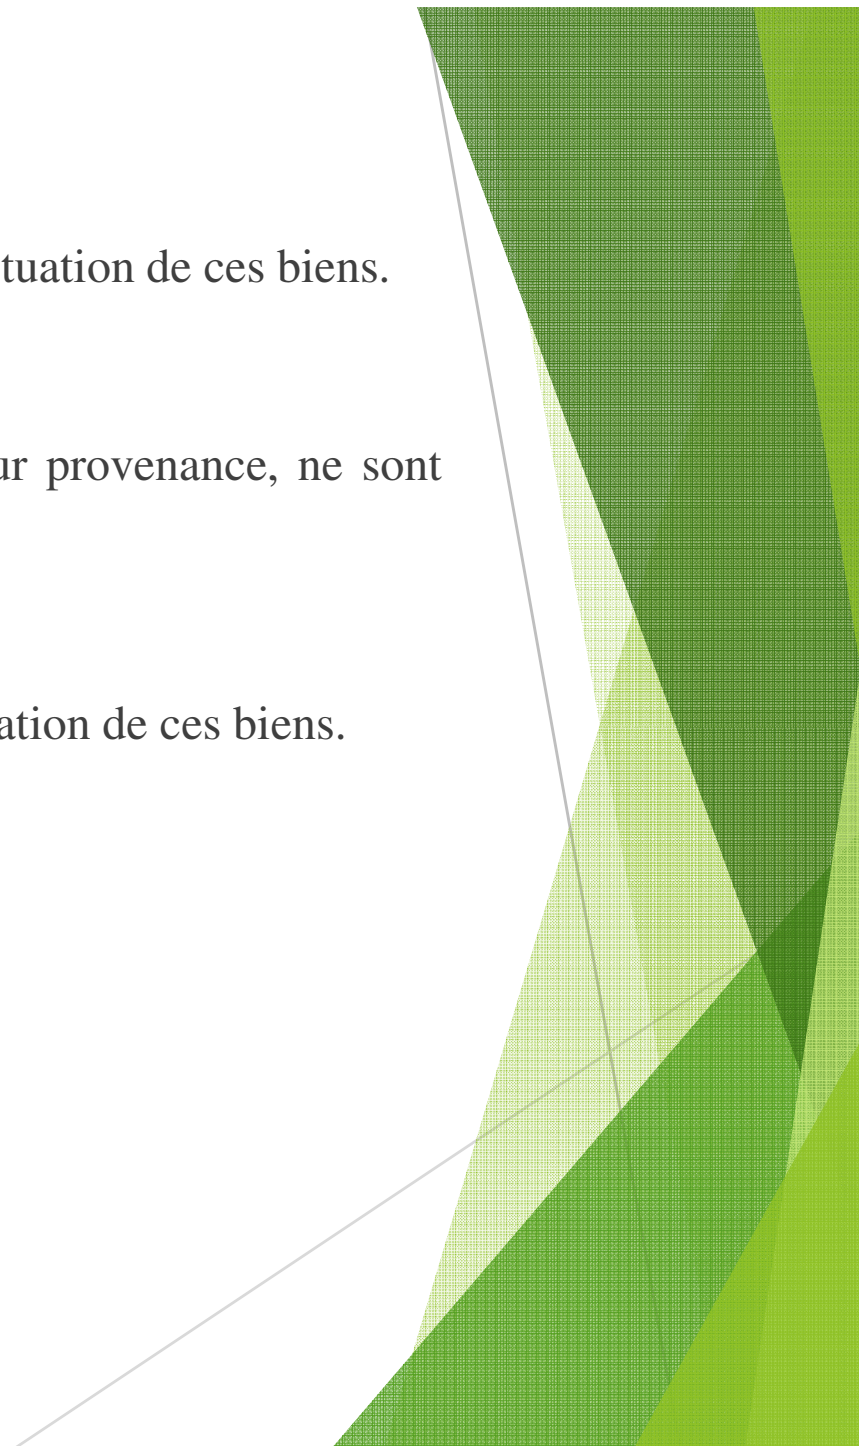 tuation de ces biens.
ur provenance, ne sont
ation de ces biens.